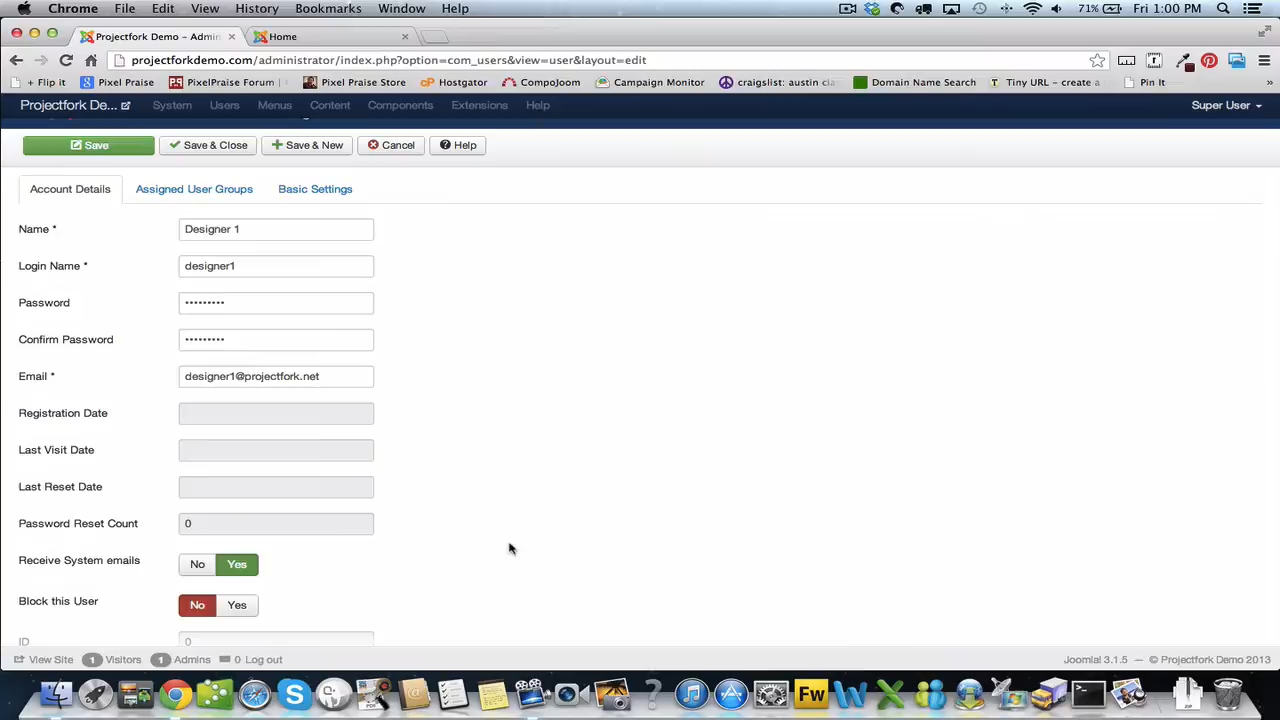 Chrome File Edit View History Bookmarks Window Help 71% Fri 1:00 PM
Projectfork Demo – Admin × Home ×
projectforkdemo.com/administrator/index.php?option=com_users&view=user&layout=edit
+ Flip it Pixel Praise PixelPraise Forum | Pixel Praise Store Hostgator CompoJoom Campaign Monitor craigslist: austin Domain Name Search Tiny URL – create a Pin It »
Projectfork De... System Users Menus Content Components Extensions Help Super User
Save Save & Close Save & New Cancel Help
Account Details Assigned User Groups Basic Settings
Name * Designer 1
Login Name * designer1
Password •••••••••
Confirm Password •••••••••
Email * designer1@projectfork.net
Registration Date
Last Visit Date
Last Reset Date
Password Reset Count 0
Receive System emails No Yes
Block this User No Yes
ID 0
View Site 1 Visitors 1 Admins 0 Log out Joomla! 3.1.5 — © Projectfork Demo 2013
Fw